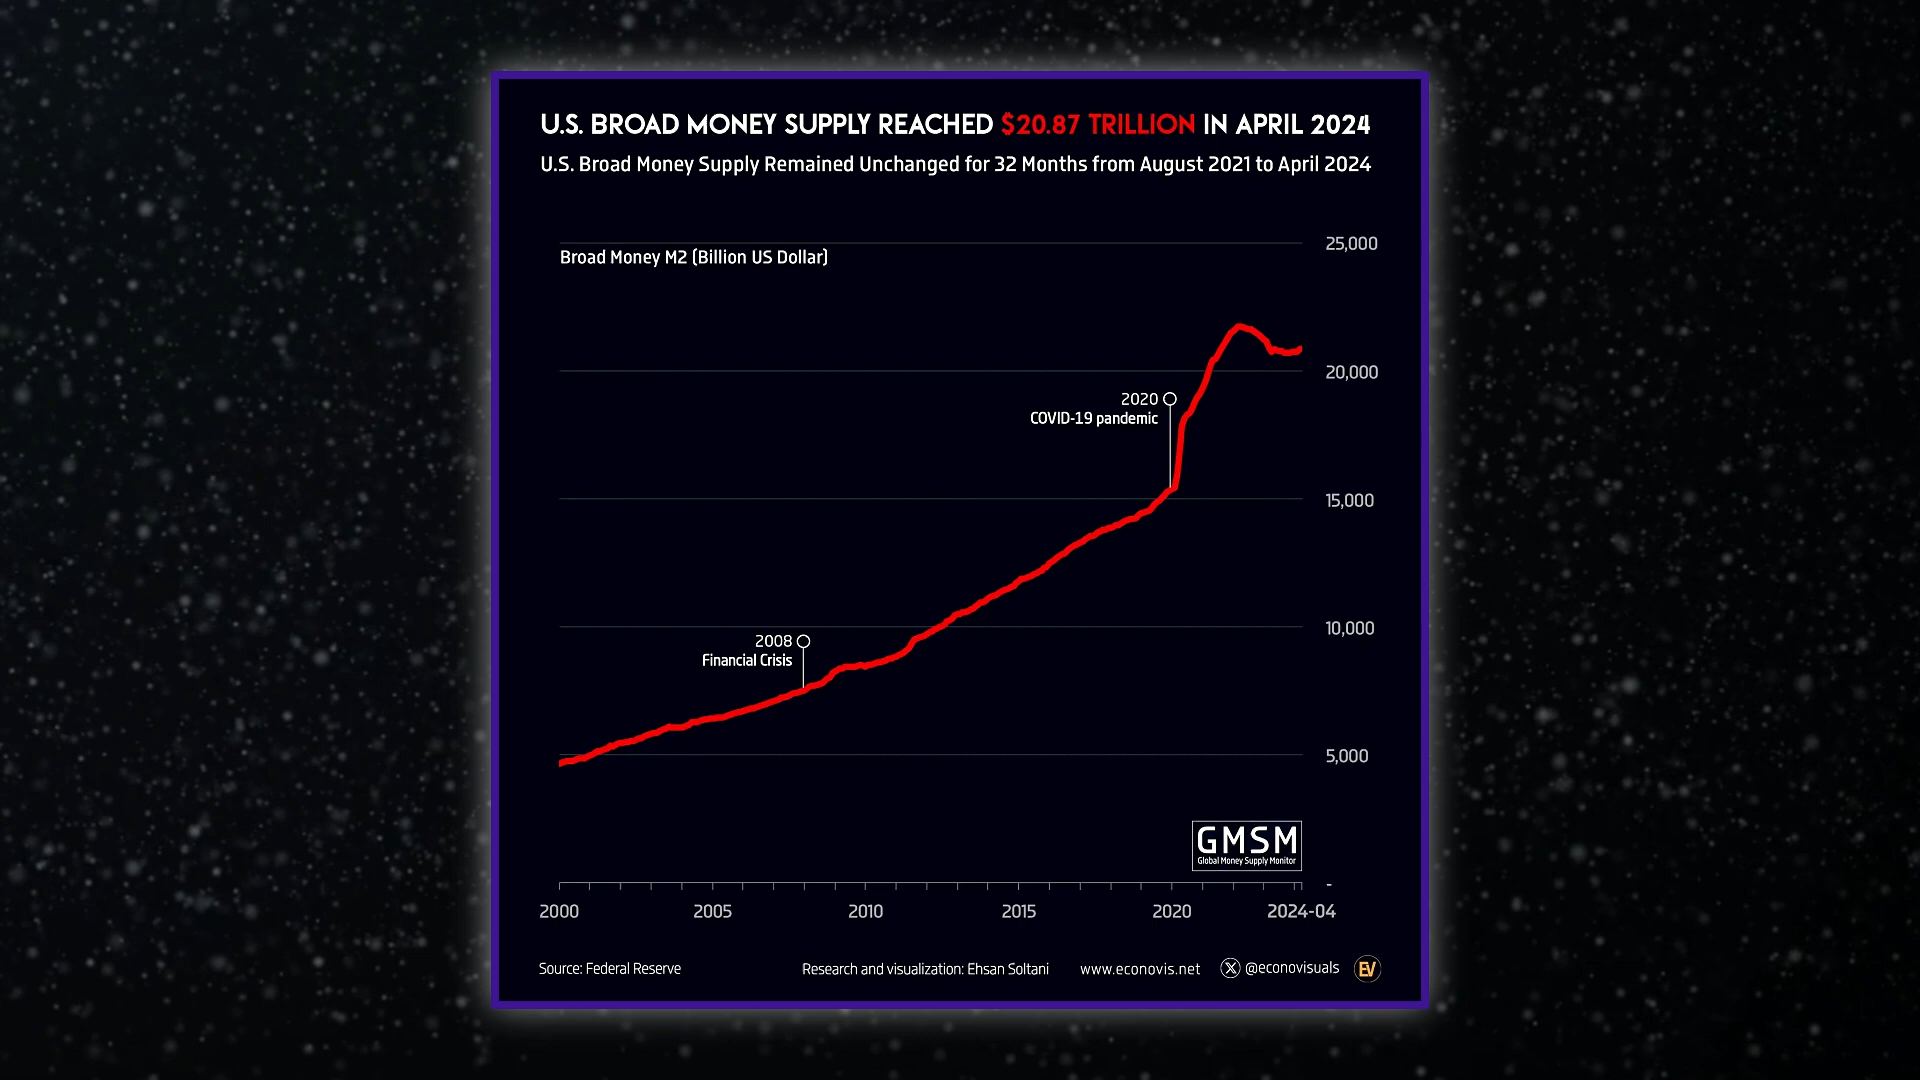 U.S. BROAD MONEY SUPPLY REACHED $20.87 TRILLION IN APRIL 2024
U.S. Broad Money Supply Remained Unchanged for 32 Months from August 2021 to April 2024
Broad Money M2 (Billion US Dollar)
25,000
20,000
2020
COVID-19 pandemic
15,000
10,000
2008
Financial Crisis
5,000
GMSM
Global Money Supply Monitor
-
2000 2005 2010 2015 2020 2024-04
Source: Federal Reserve Research and visualization: Ehsan Soltani www.econovis.net X @econovisuals EV